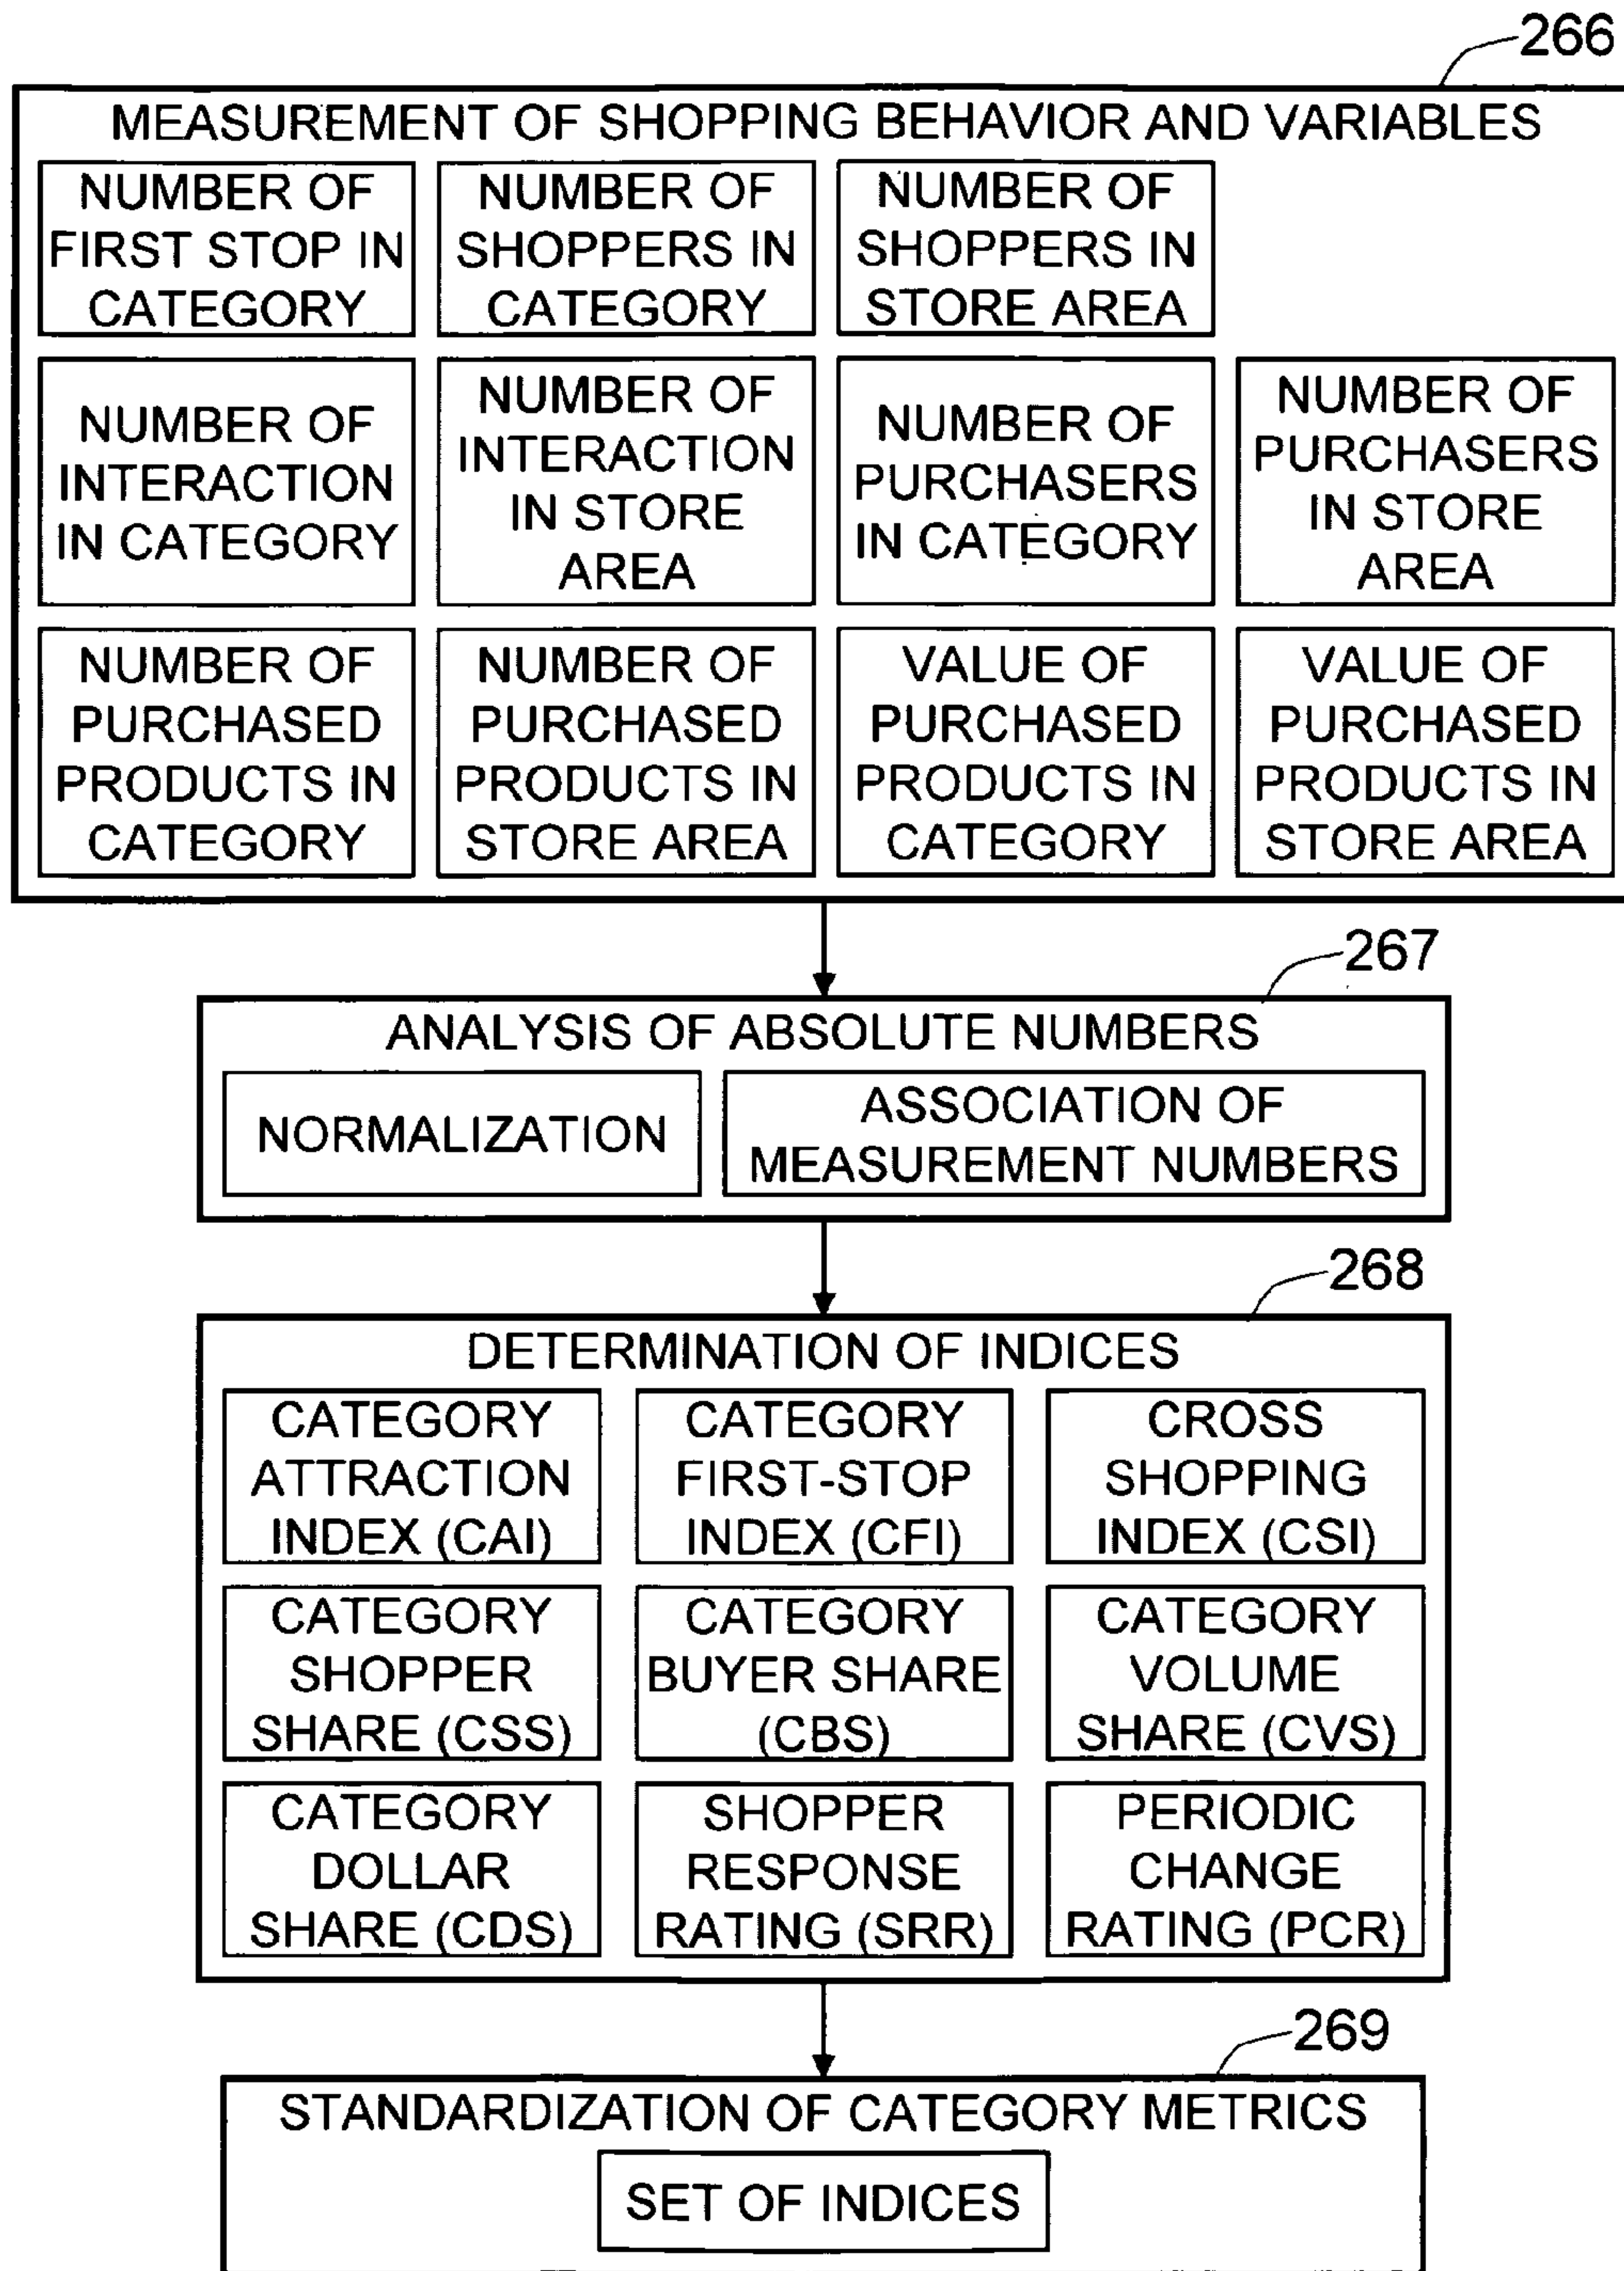 266
MEASUREMENT OF SHOPPING BEHAVIOR AND VARIABLES
NUMBER OF
FIRST STOP IN
CATEGORY
NUMBER OF
SHOPPERS IN
CATEGORY
NUMBER OF
SHOPPERS IN
STORE AREA
NUMBER OF
INTERACTION
IN CATEGORY
NUMBER OF
INTERACTION
IN STORE
AREA
NUMBER OF
PURCHASERS
IN CATEGORY
NUMBER OF
PURCHASERS
IN STORE
AREA
NUMBER OF
PURCHASED
PRODUCTS IN
CATEGORY
NUMBER OF
PURCHASED
PRODUCTS IN
STORE AREA
VALUE OF
PURCHASED
PRODUCTS IN
CATEGORY
VALUE OF
PURCHASED
PRODUCTS IN
STORE AREA
267
ANALYSIS OF ABSOLUTE NUMBERS
NORMALIZATION
ASSOCIATION OF
MEASUREMENT NUMBERS
268
DETERMINATION OF INDICES
CATEGORY
ATTRACTION
INDEX (CAI)
CATEGORY
FIRST-STOP
INDEX (CFI)
CROSS
SHOPPING
INDEX (CSI)
CATEGORY
SHOPPER
SHARE (CSS)
CATEGORY
BUYER SHARE
(CBS)
CATEGORY
VOLUME
SHARE (CVS)
CATEGORY
DOLLAR
SHARE (CDS)
SHOPPER
RESPONSE
RATING (SRR)
PERIODIC
CHANGE
RATING (PCR)
269
STANDARDIZATION OF CATEGORY METRICS
SET OF INDICES